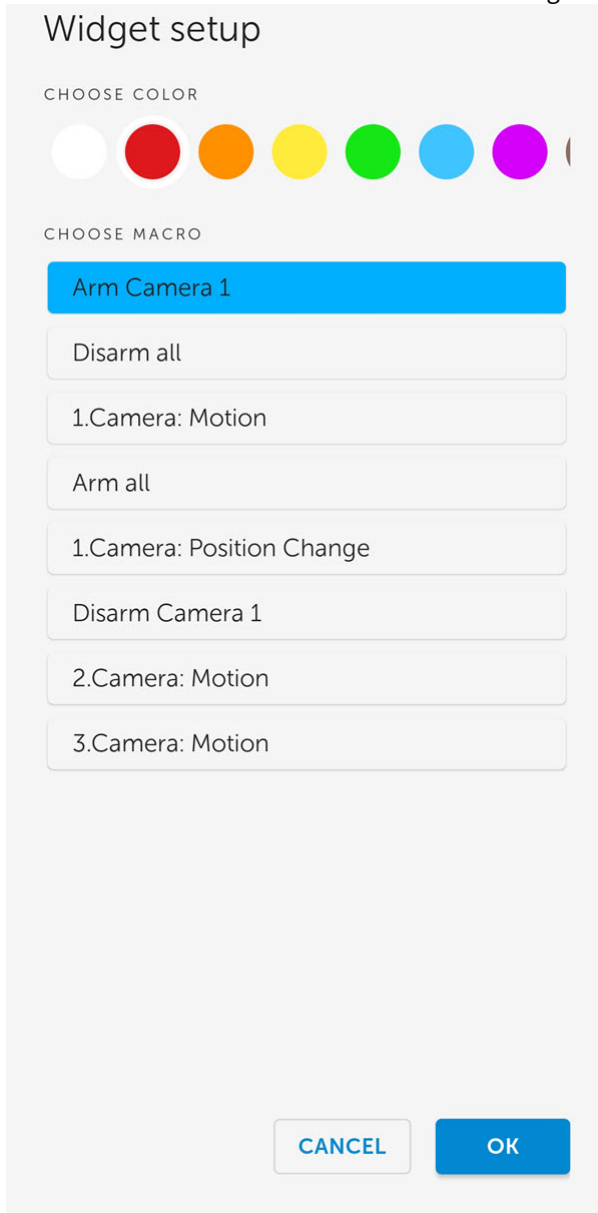 Widget setup
CHOOSE COLOR
CHOOSE MACRO
Arm Camera 1
Disarm all
1.Camera: Motion
Arm all
1.Camera: Position Change
Disarm Camera 1
2.Camera: Motion
3.Camera: Motion
CANCEL OK